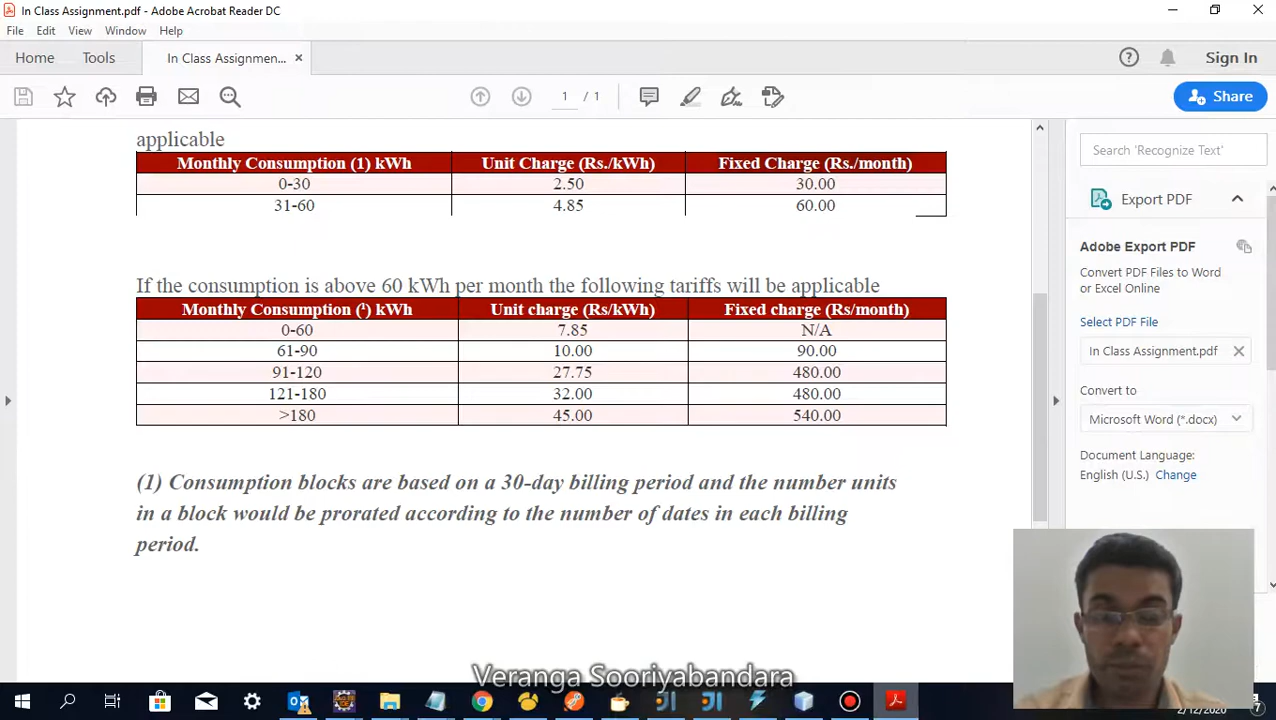 In Class Assignment.pdf - Adobe Acrobat Reader DC
File Edit View Window Help
Home Tools In Class Assignmen... × Sign In
1 / 1 Share
applicable
Monthly Consumption (1) kWh Unit Charge (Rs./kWh) Fixed Charge (Rs./month)
0-30 2.50 30.00
31-60 4.85 60.00
If the consumption is above 60 kWh per month the following tariffs will be applicable
Monthly Consumption (¹) kWh Unit charge (Rs/kWh) Fixed charge (Rs/month)
0-60 7.85 N/A
61-90 10.00 90.00
91-120 27.75 480.00
121-180 32.00 480.00
>180 45.00 540.00
(1) Consumption blocks are based on a 30-day billing period and the number units
in a block would be prorated according to the number of dates in each billing
period.
Search 'Recognize Text'
Export PDF
Adobe Export PDF
Convert PDF Files to Word
or Excel Online
Select PDF File
In Class Assignment.pdf
Convert to
Microsoft Word (*.docx)
Document Language:
English (U.S.) Change
Veranga Sooriyabandara
2/12/2020